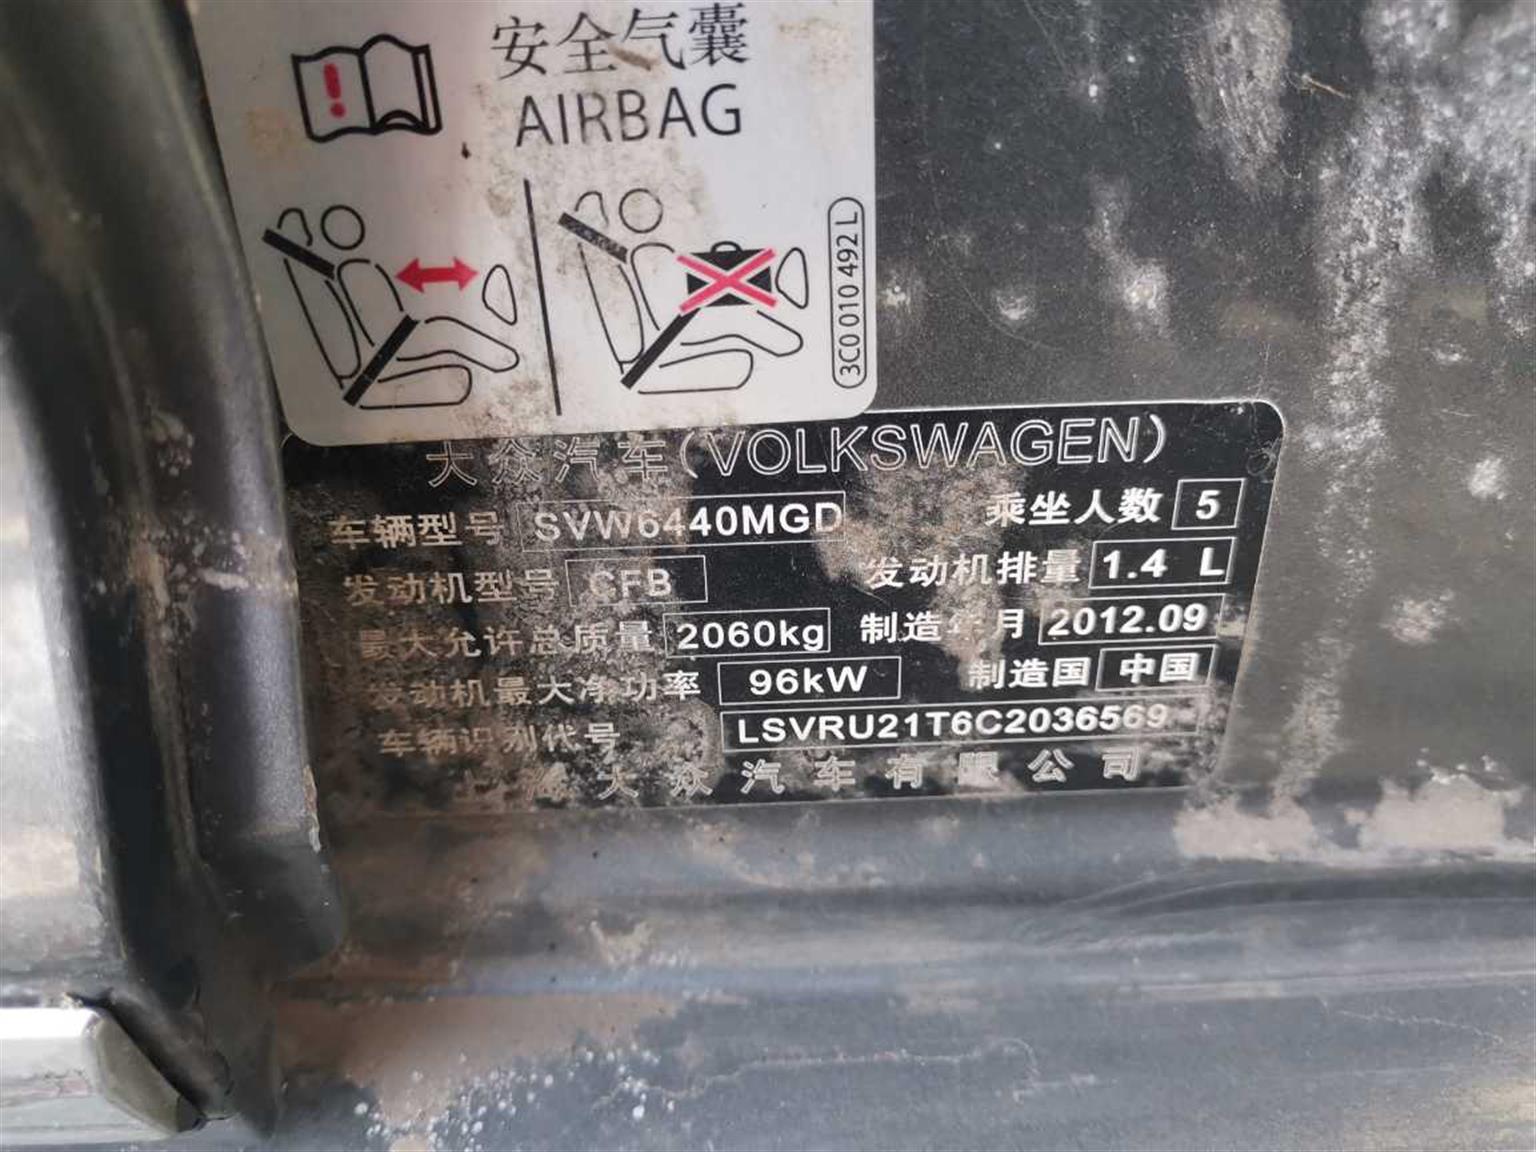 安全气囊
AIRBAG
3C0 010 492 L
大众汽车(VOLKSWAGEN)
车辆型号 SVW6440MGD 乘坐人数 5
发动机型号 CFB 发动机排量 1.4 L
最大允许总质量 2060kg 制造年月 2012.09
发动机最大净功率 96kW 制造国 中国
车辆识别代号 LSVRU21T6C2036569
上海大众汽车有限公司